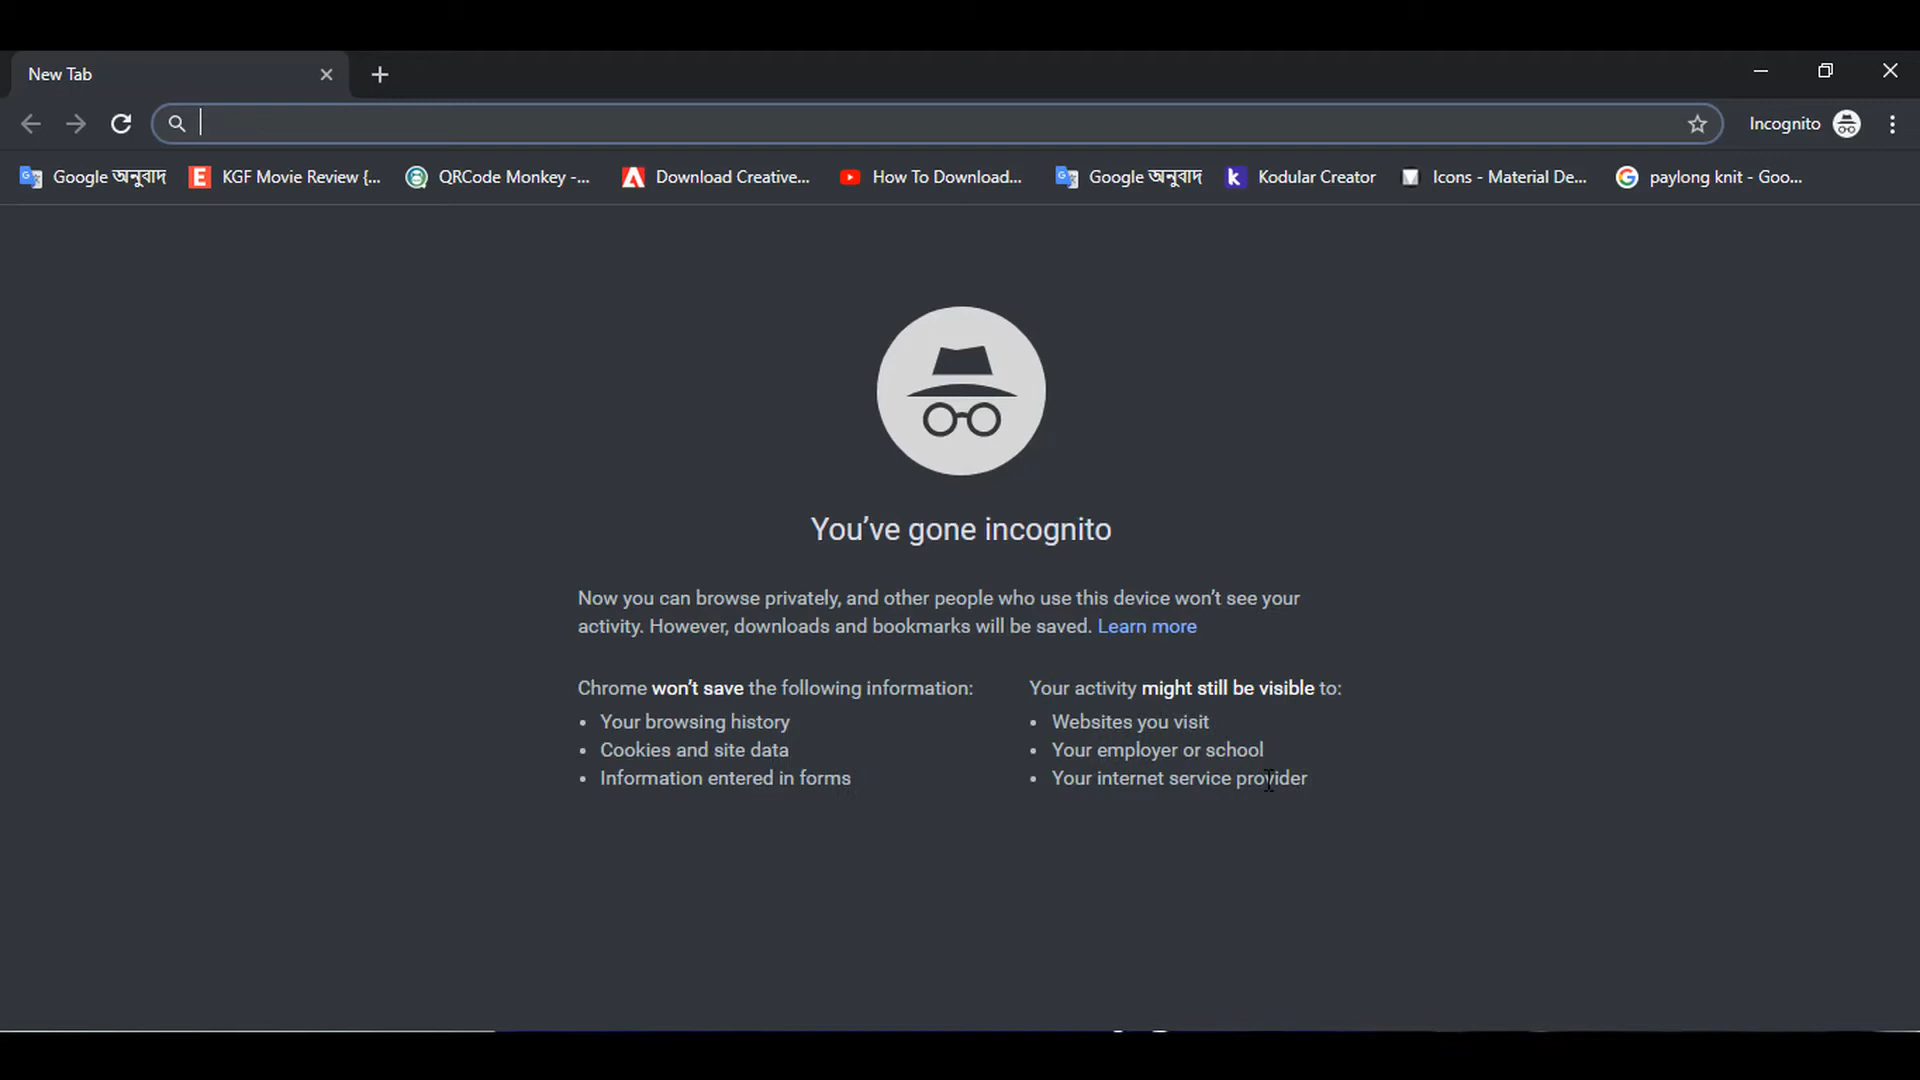 New Tab
Incognito
Google অনুবাদ
KGF Movie Review {...
QRCode Monkey -...
Download Creative...
How To Download...
Google অনুবাদ
Kodular Creator
Icons - Material De...
paylong knit - Goo...
You've gone incognito
Now you can browse privately, and other people who use this device won't see your
activity. However, downloads and bookmarks will be saved. Learn more
Chrome won't save the following information:
Your browsing history
Cookies and site data
Information entered in forms
Your activity might still be visible to:
Websites you visit
Your employer or school
Your internet service provider